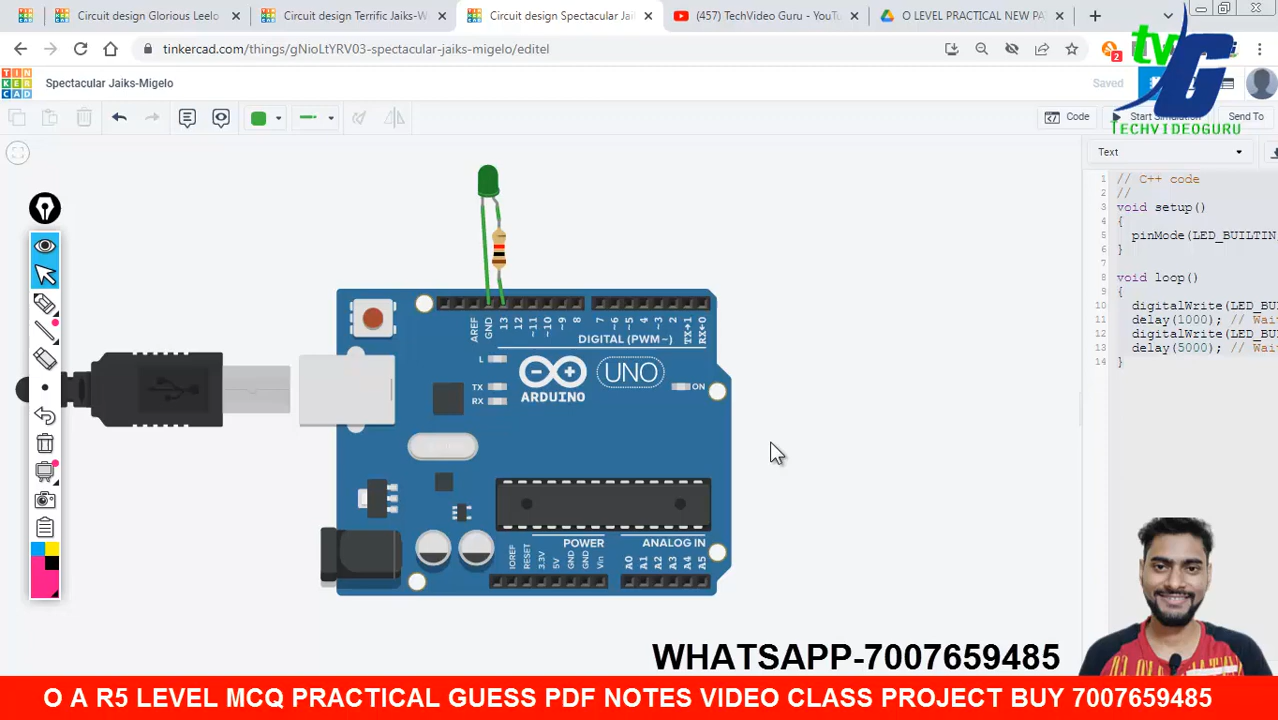 Circuit design Glorious Leelo
Circuit design Terrific Jaiks-W
Circuit design Spectacular Jai
(457) TechVideo Guru - YouTu
O LEVEL PRACTICAL NEW PA
tinkercad.com/things/gNioLtYRV03-spectacular-jaiks-migelo/editel
2
tv
G
TIN
KER
CAD
Spectacular Jaiks-Migelo
Saved
Code
Start Simulation
Send To
TECHVIDEOGURU
Text
1 // C++ code
2 //
3 void setup()
4 {
5 pinMode(LED_BUILTIN
6 }
7
8 void loop()
9 {
10 digitalWrite(LED_BU
11 delay(1000); // Wai
12 digitalWrite(LED_BU
13 delay(5000); // Wai
14 }
AREF GND 13 12 ~11 ~10 ~9 8 7 ~6 ~5 4 ~3 2 TX→1 RX←0
DIGITAL (PWM~)
L
TX
RX
ARDUINO
UNO
ON
POWER
ANALOG IN
IOREF RESET 3.3V 5V GND GND Vin A0 A1 A2 A3 A4 A5
WHATSAPP-7007659485
O A R5 LEVEL MCQ PRACTICAL GUESS PDF NOTES VIDEO CLASS PROJECT BUY 7007659485